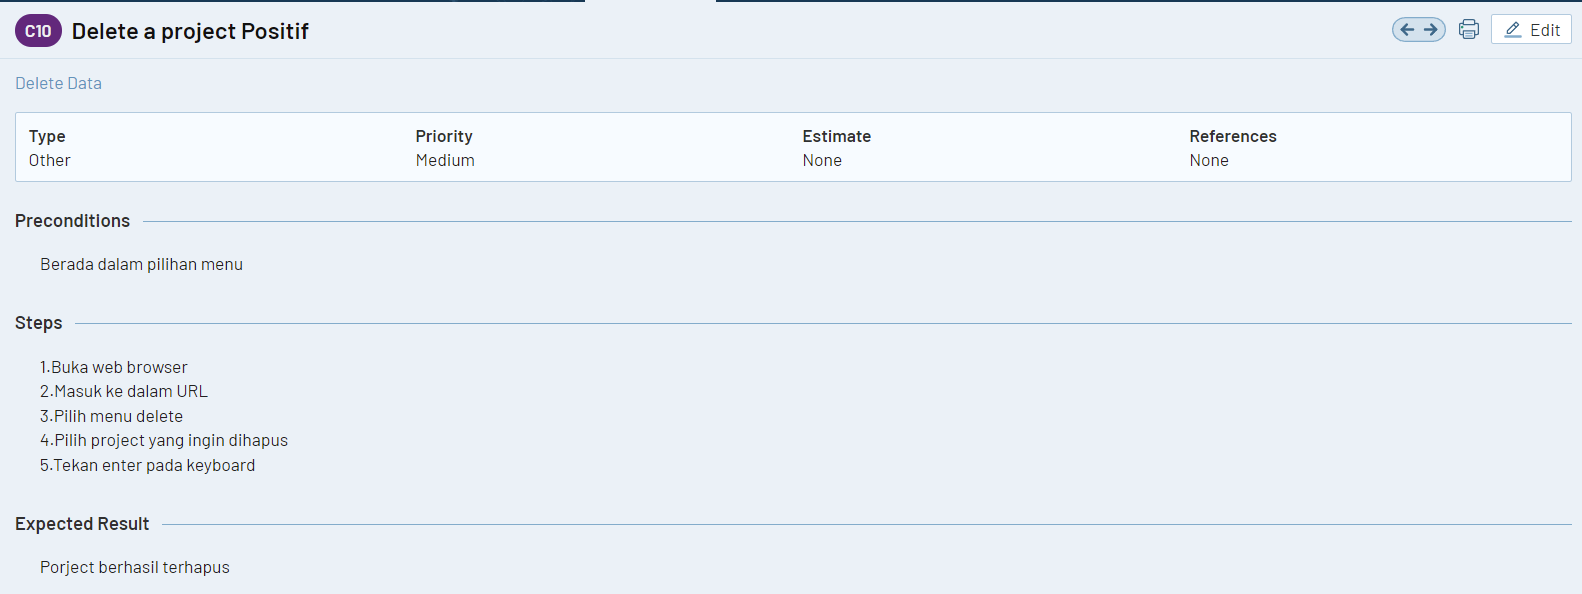 C10 Delete a project Positif
Edit
Delete Data
Type Priority Estimate References
Other Medium None None
Preconditions
Berada dalam pilihan menu
Steps
1.Buka web browser
2.Masuk ke dalam URL
3.Pilih menu delete
4.Pilih project yang ingin dihapus
5.Tekan enter pada keyboard
Expected Result
Porject berhasil terhapus